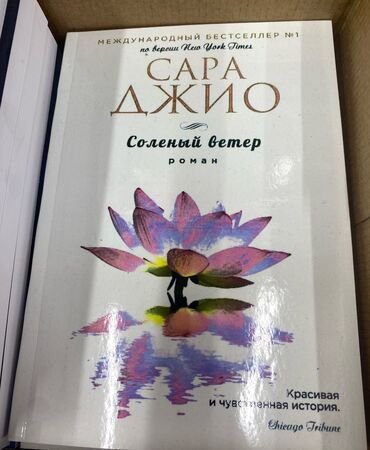 МЕЖДУНАРОДНЫЙ БЕСТСЕЛЛЕР №1
по версии New York Times
САРА
ДЖИО
Соленый ветер
роман
Красивая
и чувственная история.
Chicago Tribune